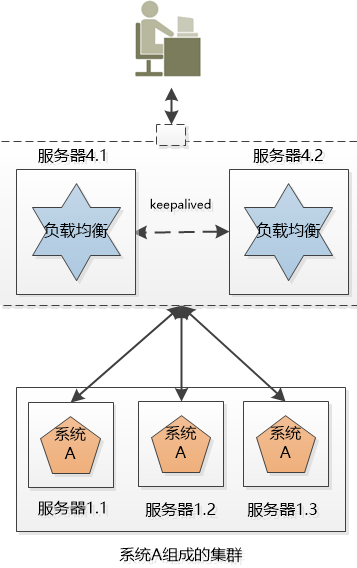 服务器4.1
服务器4.2
负载均衡
keepalived
负载均衡
系统
A
系统
A
系统
A
服务器1.1
服务器1.2
服务器1.3
系统A组成的集群